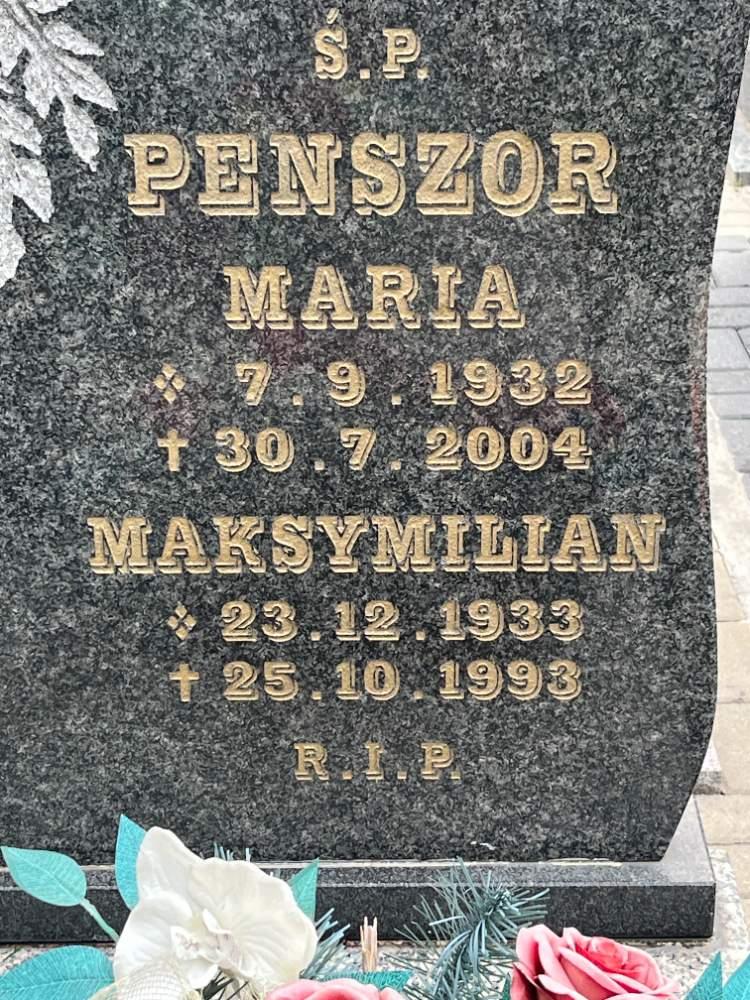 Ś.P.
PENSZOR
MARIA
7.9.1932
✝ 30.7.2004
MAKSYMILIAN
23.12.1933
✝ 25.10.1993
R.I.P.